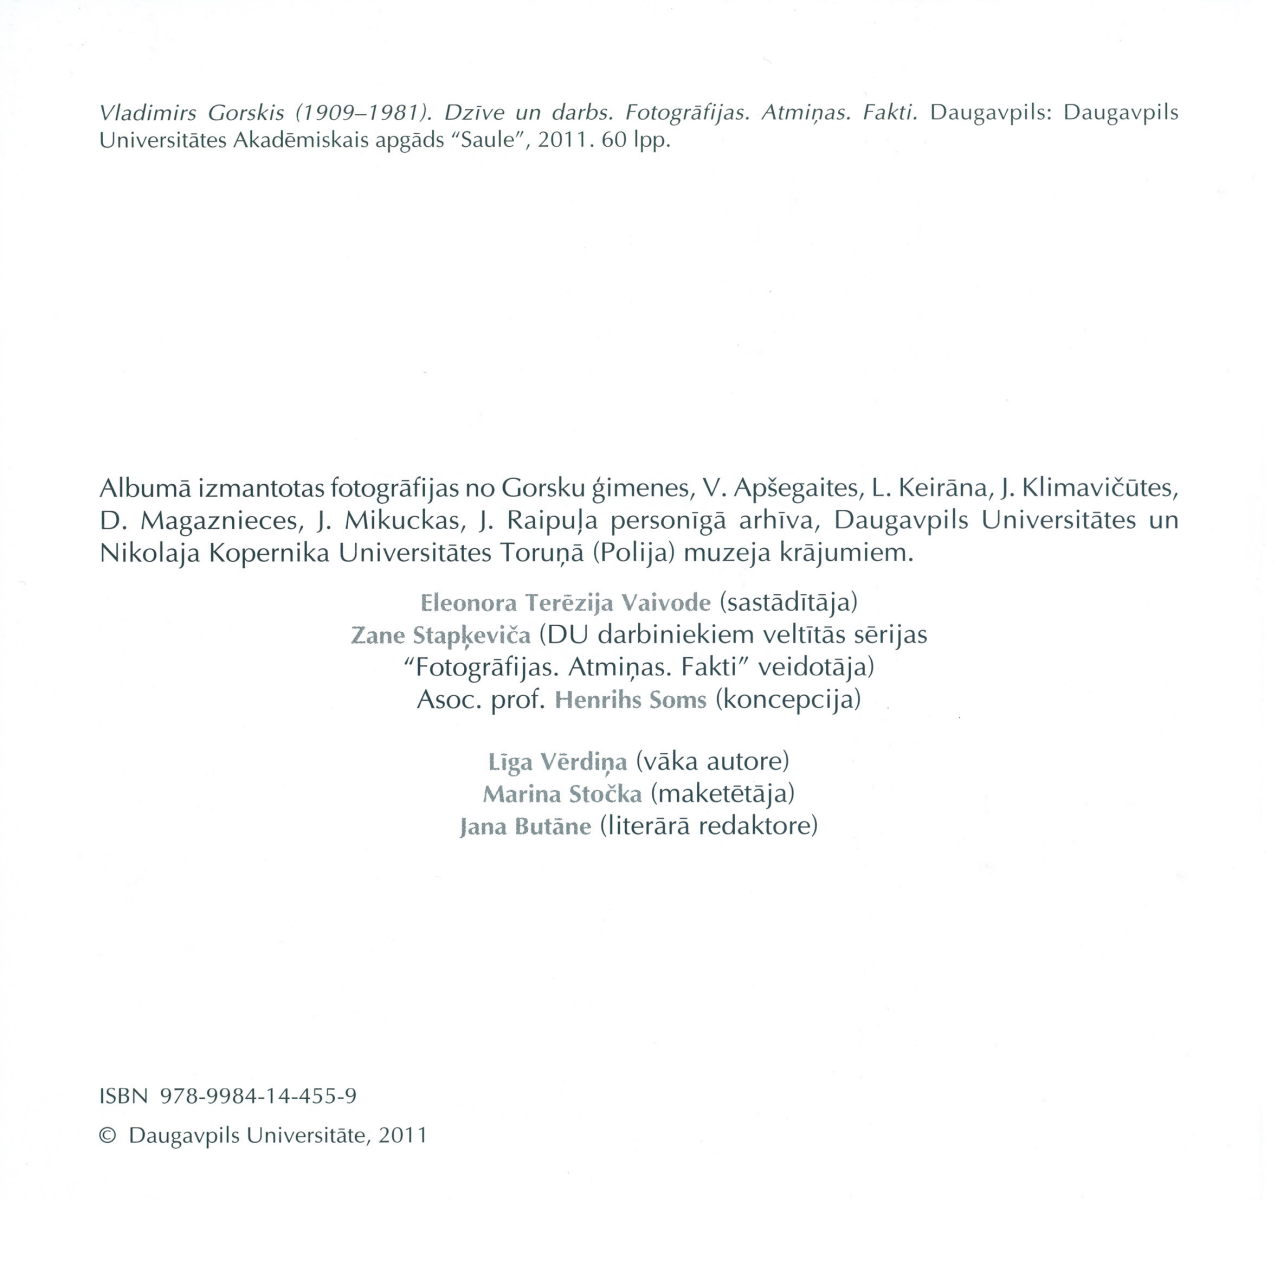 Vladimirs Gorskis (1909–1981). Dzīve un darbs. Fotogrāfijas. Atmiņas. Fakti. Daugavpils: Daugavpils
Universitātes Akadēmiskais apgāds “Saule”, 2011. 60 lpp.
Albumā izmantotas fotogrāfijas no Gorsku ģimenes, V. Apšegaites, L. Keirāna, J. Klimavičūtes,
D. Magaznieces, J. Mikuckas, J. Raipuļa personīgā arhīva, Daugavpils Universitātes un
Nikolaja Kopernika Universitātes Toruņā (Polija) muzeja krājumiem.
Eleonora Terēzija Vaivode (sastādītāja)
Zane Stapķeviča (DU darbiniekiem veltītās sērijas
“Fotogrāfijas. Atmiņas. Fakti” veidotāja)
Asoc. prof. Henrihs Soms (koncepcija)
Līga Vērdiņa (vāka autore)
Marina Stočka (maketētāja)
Jana Butāne (literārā redaktore)
ISBN 978-9984-14-455-9
© Daugavpils Universitāte, 2011